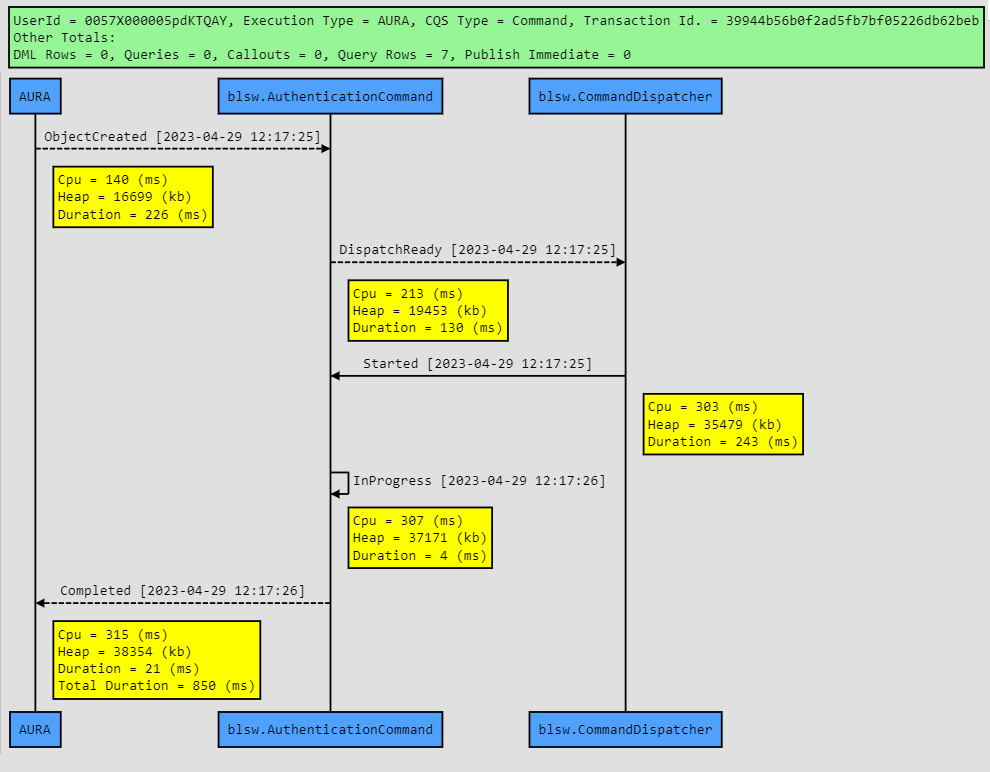 UserId = 0057X000005pdKTQAY, Execution Type = AURA, CQS Type = Command, Transaction Id. = 39944b56b0f2ad5fb7bf05226db62beb
Other Totals:
DML Rows = 0, Queries = 0, Callouts = 0, Query Rows = 7, Publish Immediate = 0
AURA
blsw.AuthenticationCommand
blsw.CommandDispatcher
ObjectCreated [2023-04-29 12:17:25]
Cpu = 140 (ms)
Heap = 16699 (kb)
Duration = 226 (ms)
DispatchReady [2023-04-29 12:17:25]
Cpu = 213 (ms)
Heap = 19453 (kb)
Duration = 130 (ms)
Started [2023-04-29 12:17:25]
Cpu = 303 (ms)
Heap = 35479 (kb)
Duration = 243 (ms)
InProgress [2023-04-29 12:17:26]
Cpu = 307 (ms)
Heap = 37171 (kb)
Duration = 4 (ms)
Completed [2023-04-29 12:17:26]
Cpu = 315 (ms)
Heap = 38354 (kb)
Duration = 21 (ms)
Total Duration = 850 (ms)
AURA
blsw.AuthenticationCommand
blsw.CommandDispatcher